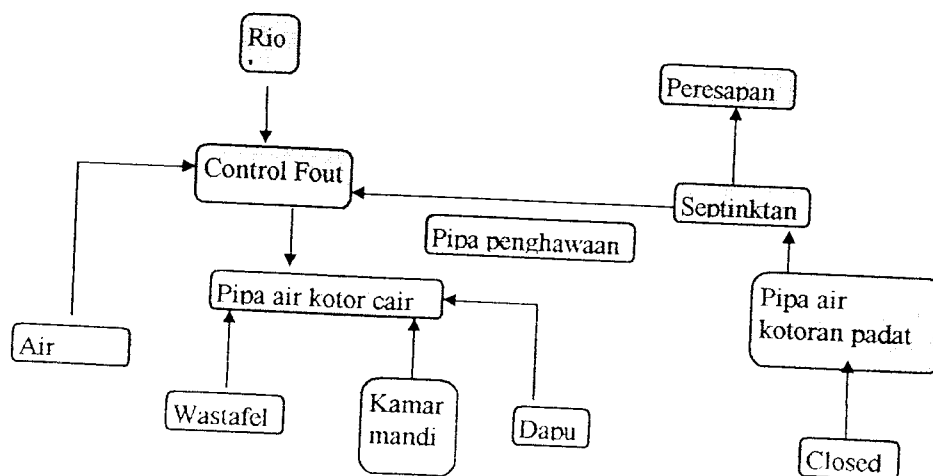 Rio
Peresapan
Control Fout
Septinktan
Pipa penghawaan
Pipa air kotor cair
Pipa air
kotoran padat
Air
Wastafel
Kamar
mandi
Dapu
Closed